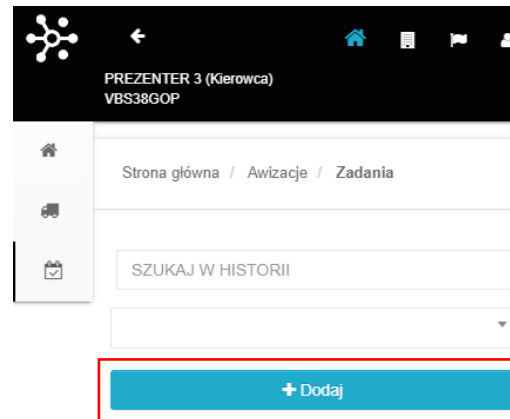 PREZENTER 3 (Kierowca)
VBS38GOP
Strona główna / Awizacje / Zadania
SZUKAJ W HISTORII
+ Dodaj